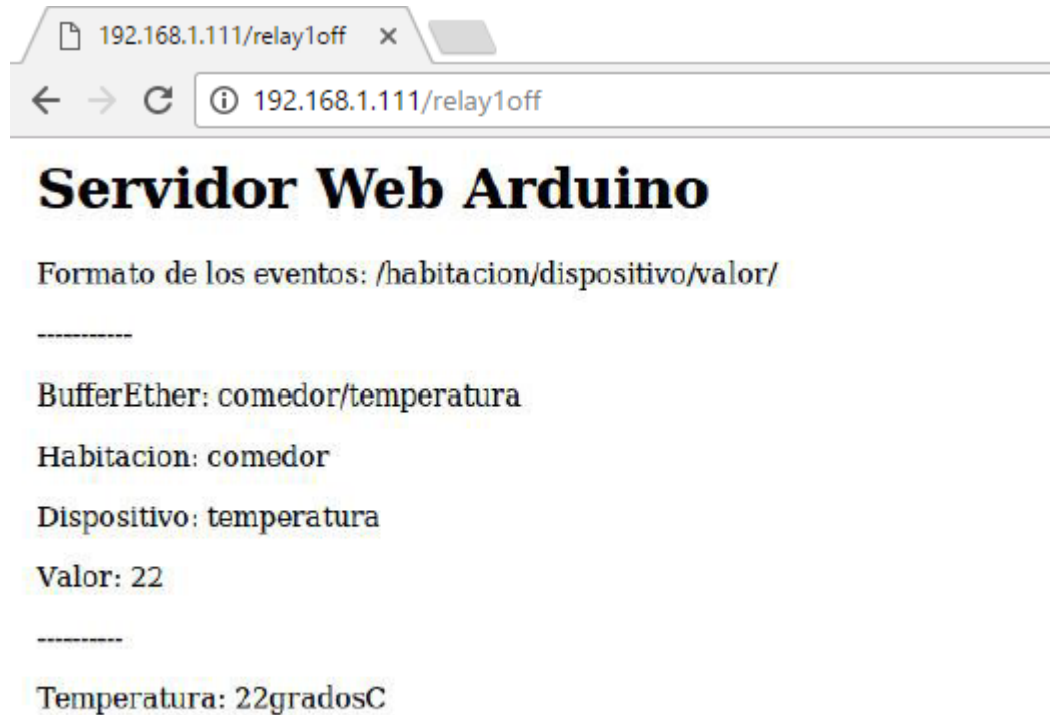 192.168.1.111/relay1off
192.168.1.111/relay1off
Servidor Web Arduino
Formato de los eventos: /habitacion/dispositivo/valor/
-----------
BufferEther: comedor/temperatura
Habitacion: comedor
Dispositivo: temperatura
Valor: 22
----------
Temperatura: 22gradosC